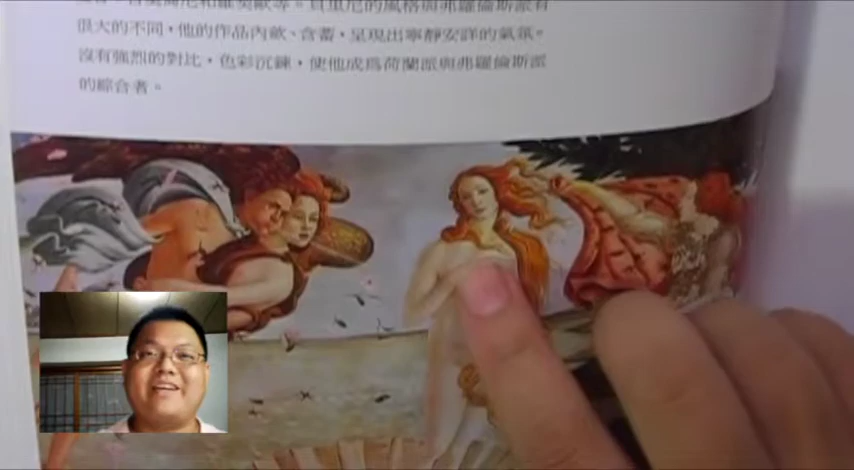 貝里尼的風格與弗羅倫斯派有
很大的不同，他的作品內斂、含蓄，呈現出寧靜安詳的氣氛。
沒有強烈的對比，色彩沉鍊，使他成為荷蘭派與弗羅倫斯派
的綜合者。